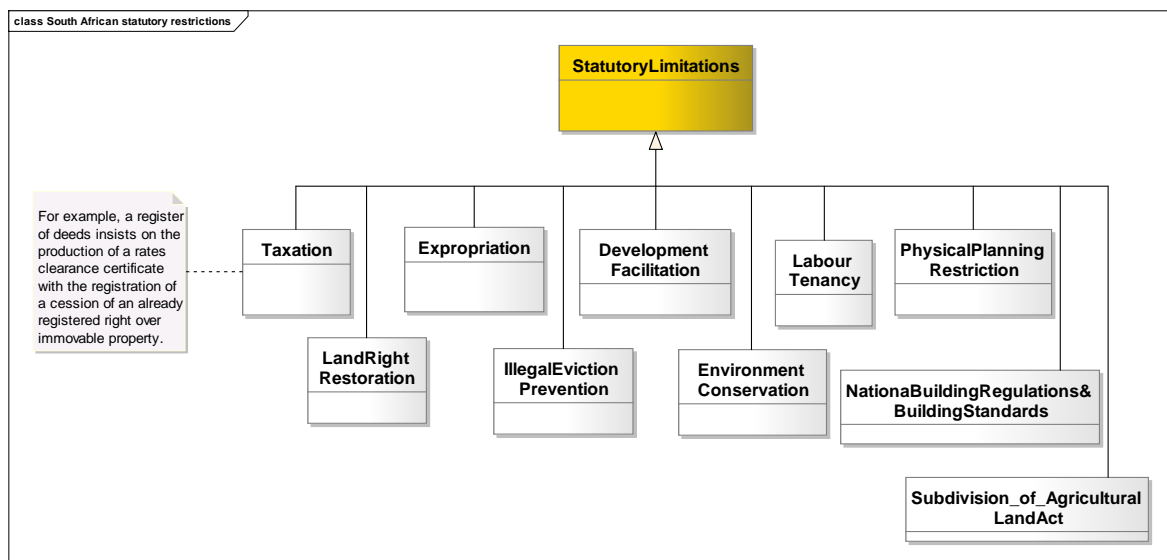 class South African statutory restrictions
StatutoryLimitations
For example, a register
of deeds insists on the
production of a rates
clearance certificate
with the registration of
a cession of an already
registered right over
immovable property.
Taxation
Expropriation
Development
Facilitation
Labour
Tenancy
PhysicalPlanning
Restriction
LandRight
Restoration
IllegalEviction
Prevention
Environment
Conservation
NationaBuildingRegulations&
BuildingStandards
Subdivision_of_Agricultural
LandAct